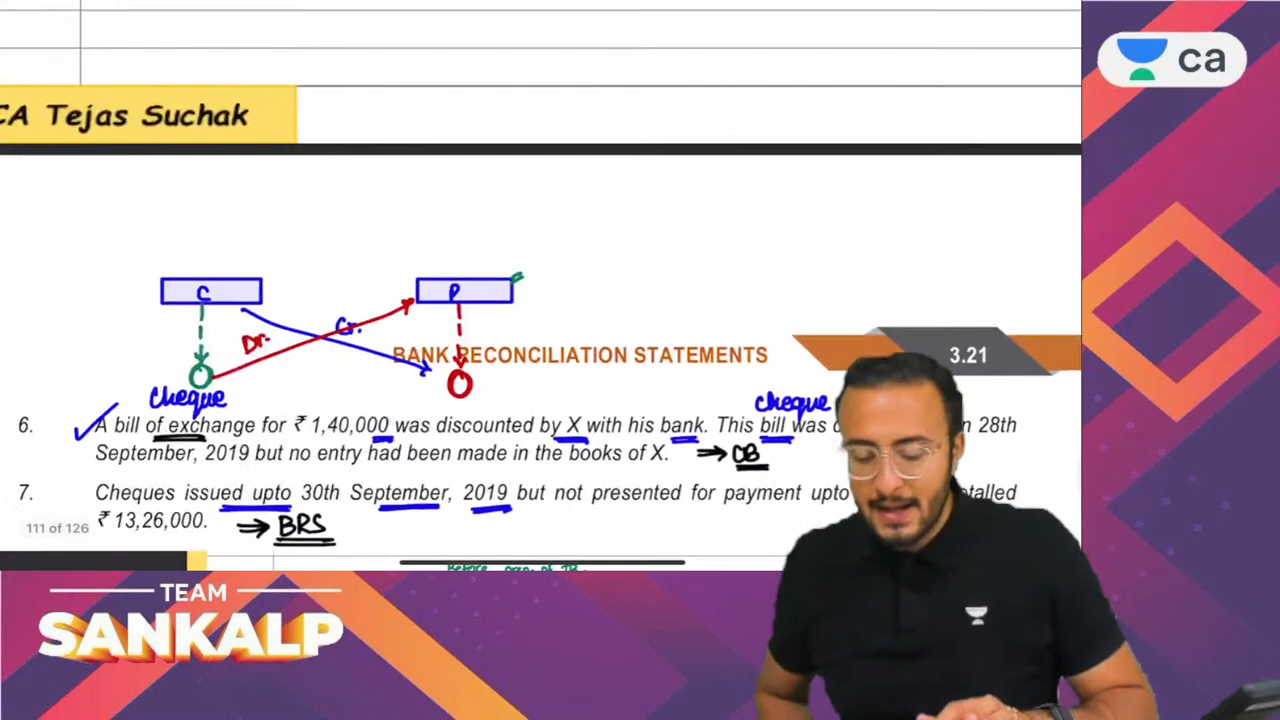 ca
CA Tejas Suchak
C
P
Dr.
Cr.
BANK RECONCILIATION STATEMENTS
3.21
cheque
cheque
6. A bill of exchange for ₹ 1,40,000 was discounted by X with his bank. This bill was 28th
September, 2019 but no entry had been made in the books of X. → CB
7. Cheques issued upto 30th September, 2019 but not presented for payment upto
₹ 13,26,000. → BRS
111 of 126
TEAM
SANKALP